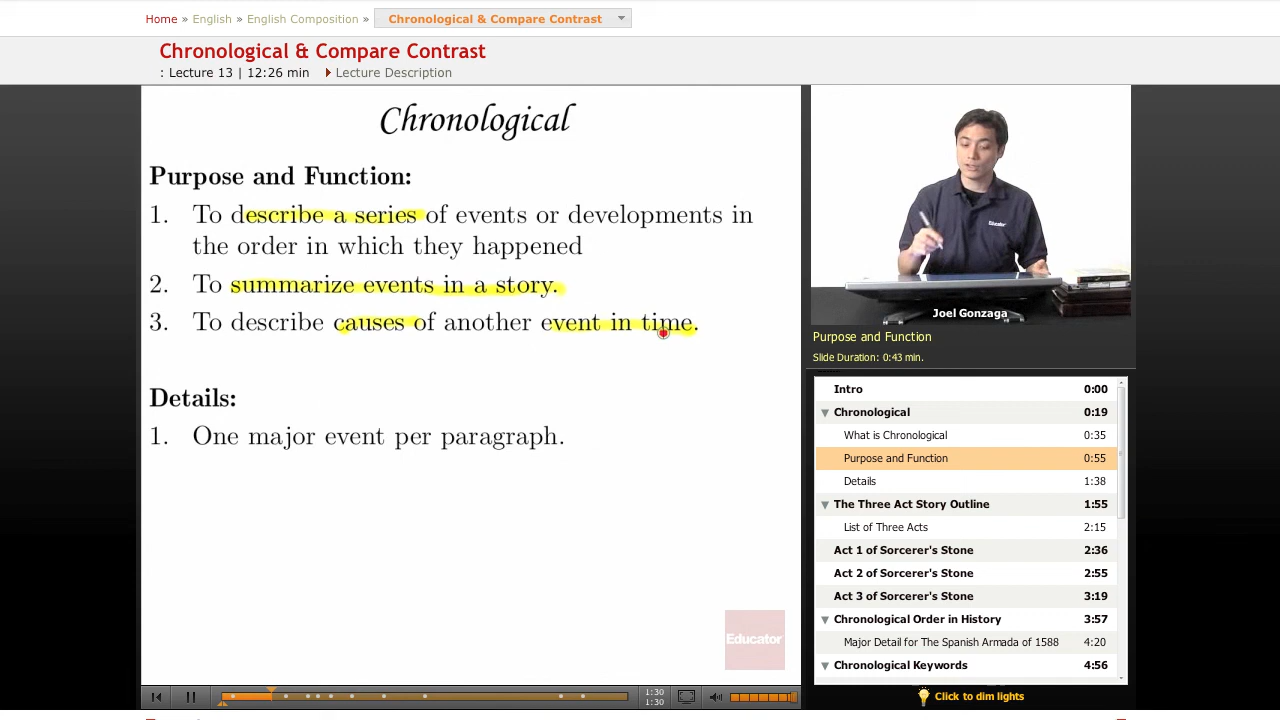 Home » English » English Composition » Chronological & Compare Contrast
Chronological & Compare Contrast
: Lecture 13 | 12:26 min Lecture Description
Chronological
Purpose and Function:
1. To describe a series of events or developments in
the order in which they happened
2. To summarize events in a story.
3. To describe causes of another event in time.
Details:
1. One major event per paragraph.
Educator
Educator
Joel Gonzaga
Purpose and Function
Slide Duration: 0:43 min.
Intro 0:00
Chronological 0:19
What is Chronological 0:35
Purpose and Function 0:55
Details 1:38
The Three Act Story Outline 1:55
List of Three Acts 2:15
Act 1 of Sorcerer's Stone 2:36
Act 2 of Sorcerer's Stone 2:55
Act 3 of Sorcerer's Stone 3:19
Chronological Order in History 3:57
Major Detail for The Spanish Armada of 1588 4:20
Chronological Keywords 4:56
1:30
1:30
Click to dim lights